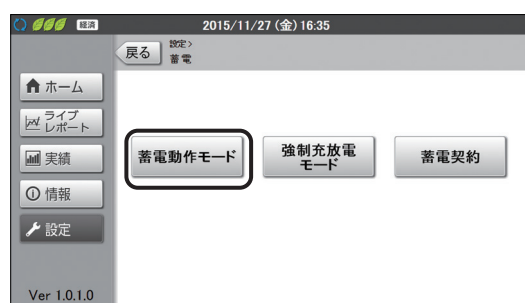 経済
2015/11/27 (金) 16:35
戻る
設定>
蓄電
ホーム
ライブ
レポート
実績
情報
設定
蓄電動作モード
強制充放電
モード
蓄電契約
Ver 1.0.1.0